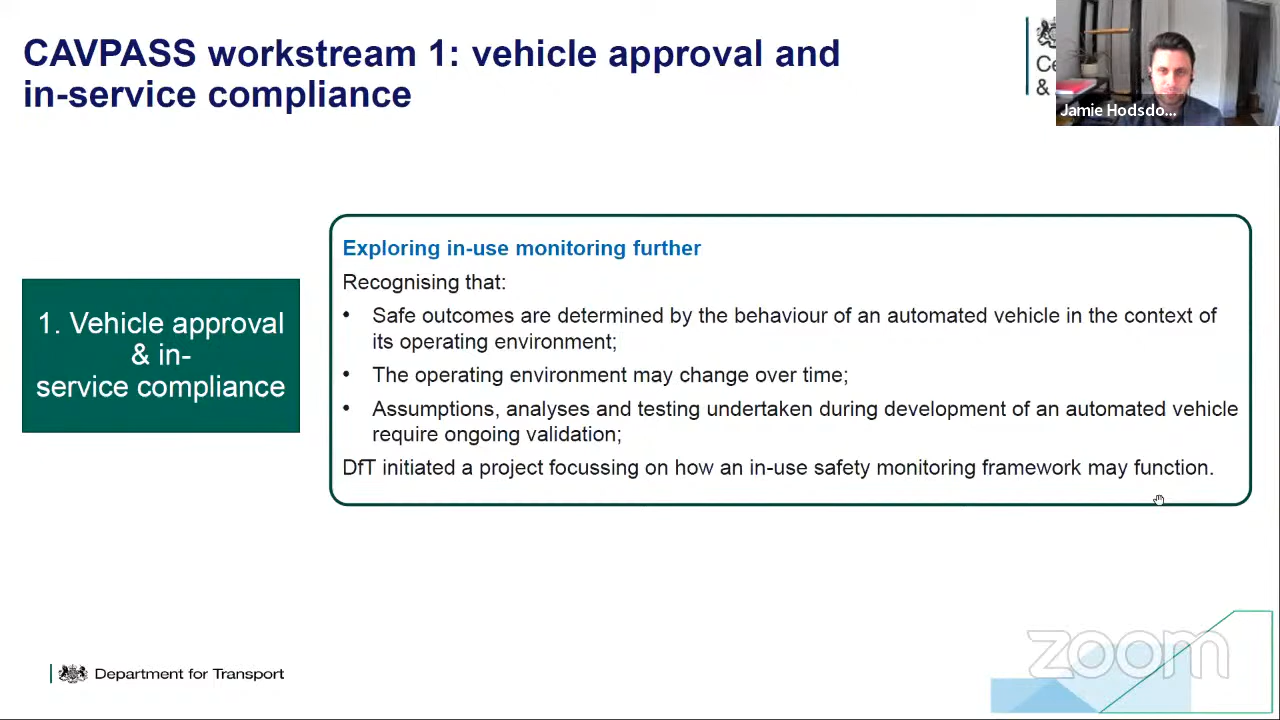 CAVPASS workstream 1: vehicle approval and
in-service compliance
Ce
&
Jamie Hodsdo...
1. Vehicle approval
& in-
service compliance
Exploring in-use monitoring further
Recognising that:
• Safe outcomes are determined by the behaviour of an automated vehicle in the context of
its operating environment;
• The operating environment may change over time;
• Assumptions, analyses and testing undertaken during development of an automated vehicle
require ongoing validation;
DfT initiated a project focussing on how an in-use safety monitoring framework may function.
Department for Transport
zoom